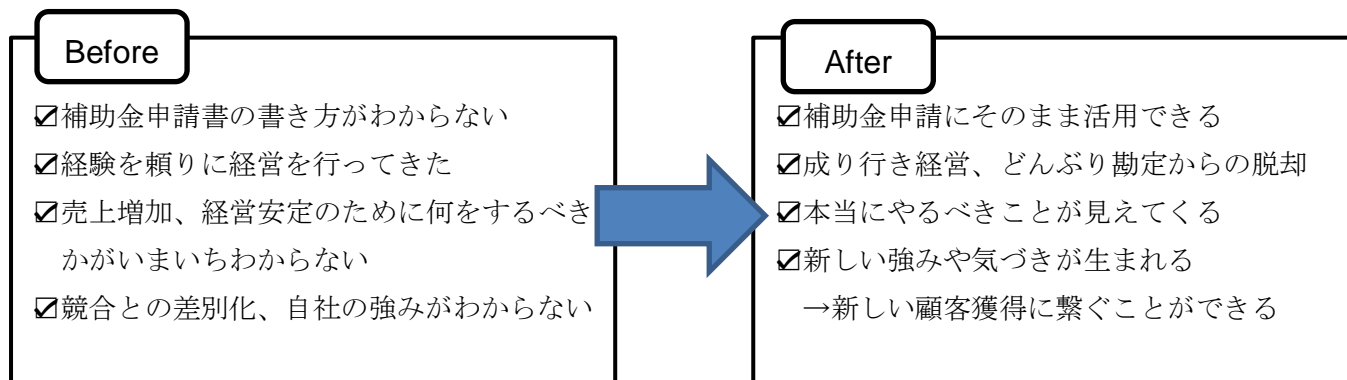 Before
☑補助金申請書の書き方がわからない
☑経験を頼りに経営を行ってきた
☑売上増加、経営安定のために何をするべき
かがいまいちわからない
☑競合との差別化、自社の強みがわからない
After
☑補助金申請にそのまま活用できる
☑成り行き経営、どんぶり勘定からの脱却
☑本当にやるべきことが見えてくる
☑新しい強みや気づきが生まれる
→新しい顧客獲得に繋ぐことができる